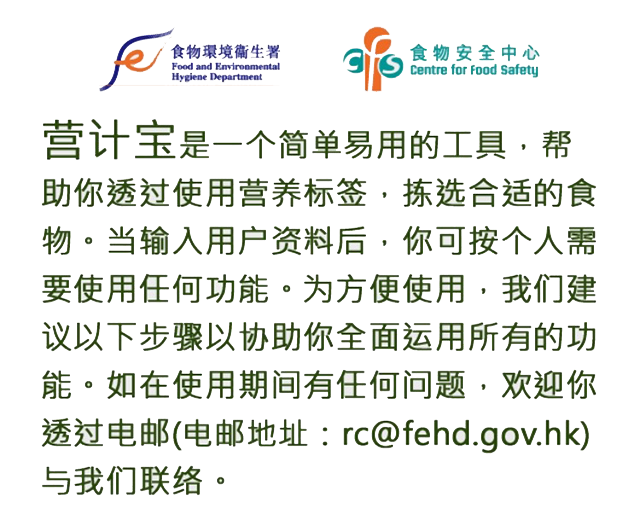 食物環境衞生署
Food and Environmental
Hygiene Department
cfs
食物安全中心
Centre for Food Safety
营计宝是一个简单易用的工具，帮
助你透过使用营养标签，拣选合适的食
物。当输入用户资料后，你可按个人需
要使用任何功能。为方便使用，我们建
议以下步骤以协助你全面运用所有的功
能。如在使用期间有任何问题，欢迎你
透过电邮(电邮地址：rc@fehd.gov.hk)
与我们联络。